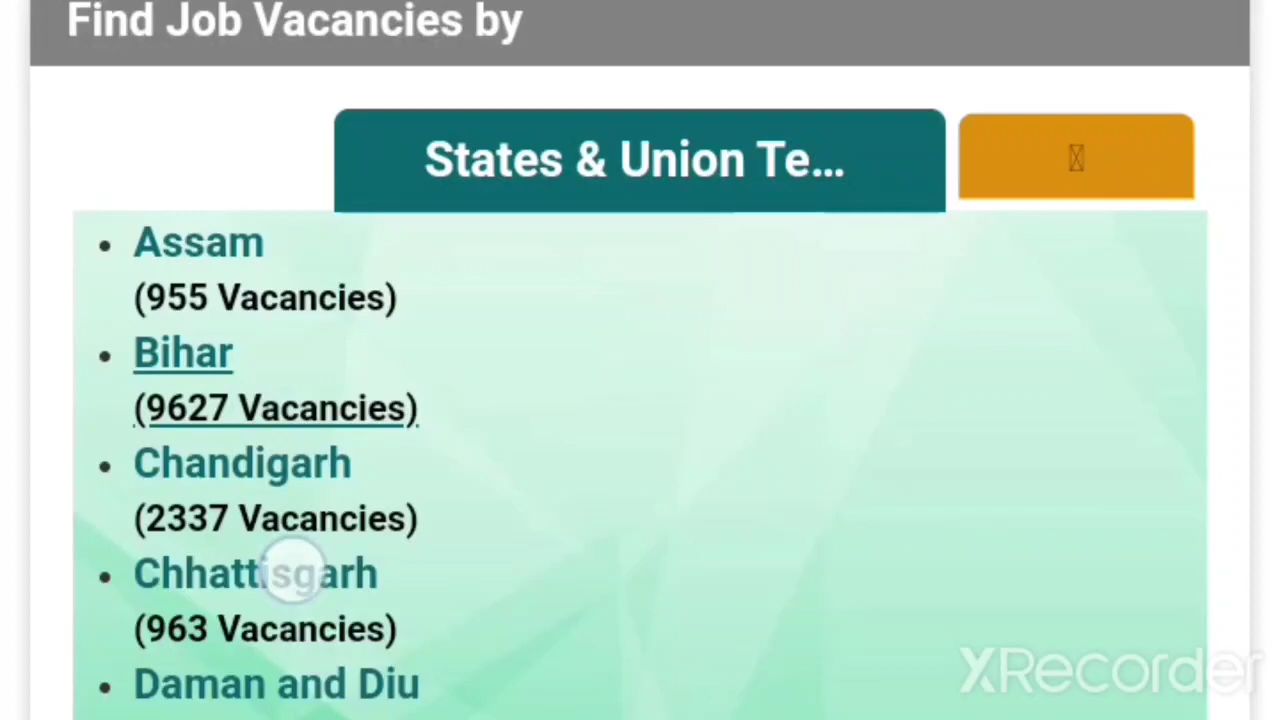 Find Job Vacancies by
States & Union Te...
Assam
(955 Vacancies)
Bihar
(9627 Vacancies)
Chandigarh
(2337 Vacancies)
Chhattisgarh
(963 Vacancies)
Daman and Diu
XRecorder